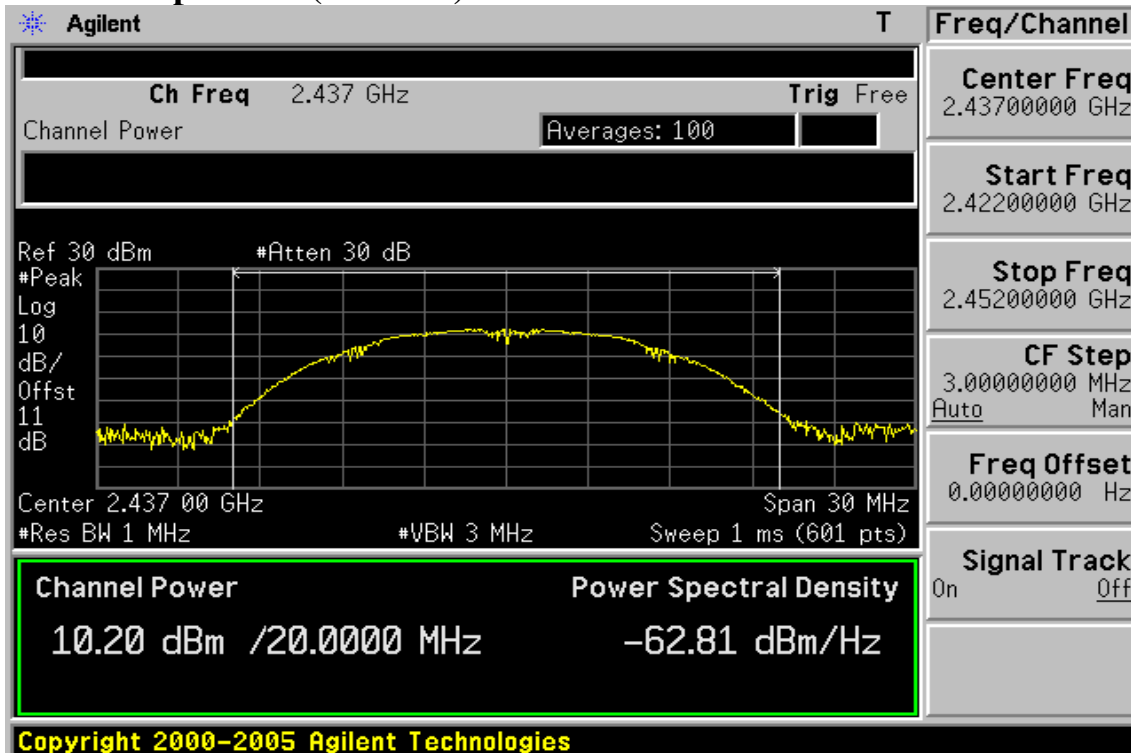 Agilent T Freq/Channel
Ch Freq 2.437 GHz Trig Free
Channel Power Averages: 100
Center Freq
2.43700000 GHz
Start Freq
2.42200000 GHz
Ref 30 dBm #Atten 30 dB
#Peak
Log
10
dB/
Offst
11
dB
Center 2.437 00 GHz Span 30 MHz
#Res BW 1 MHz #VBW 3 MHz Sweep 1 ms (601 pts)
Stop Freq
2.45200000 GHz
CF Step
3.00000000 MHz
Auto Man
Freq Offset
0.00000000 Hz
Signal Track
On Off
Channel Power Power Spectral Density
10.20 dBm /20.0000 MHz -62.81 dBm/Hz
Copyright 2000-2005 Agilent Technologies